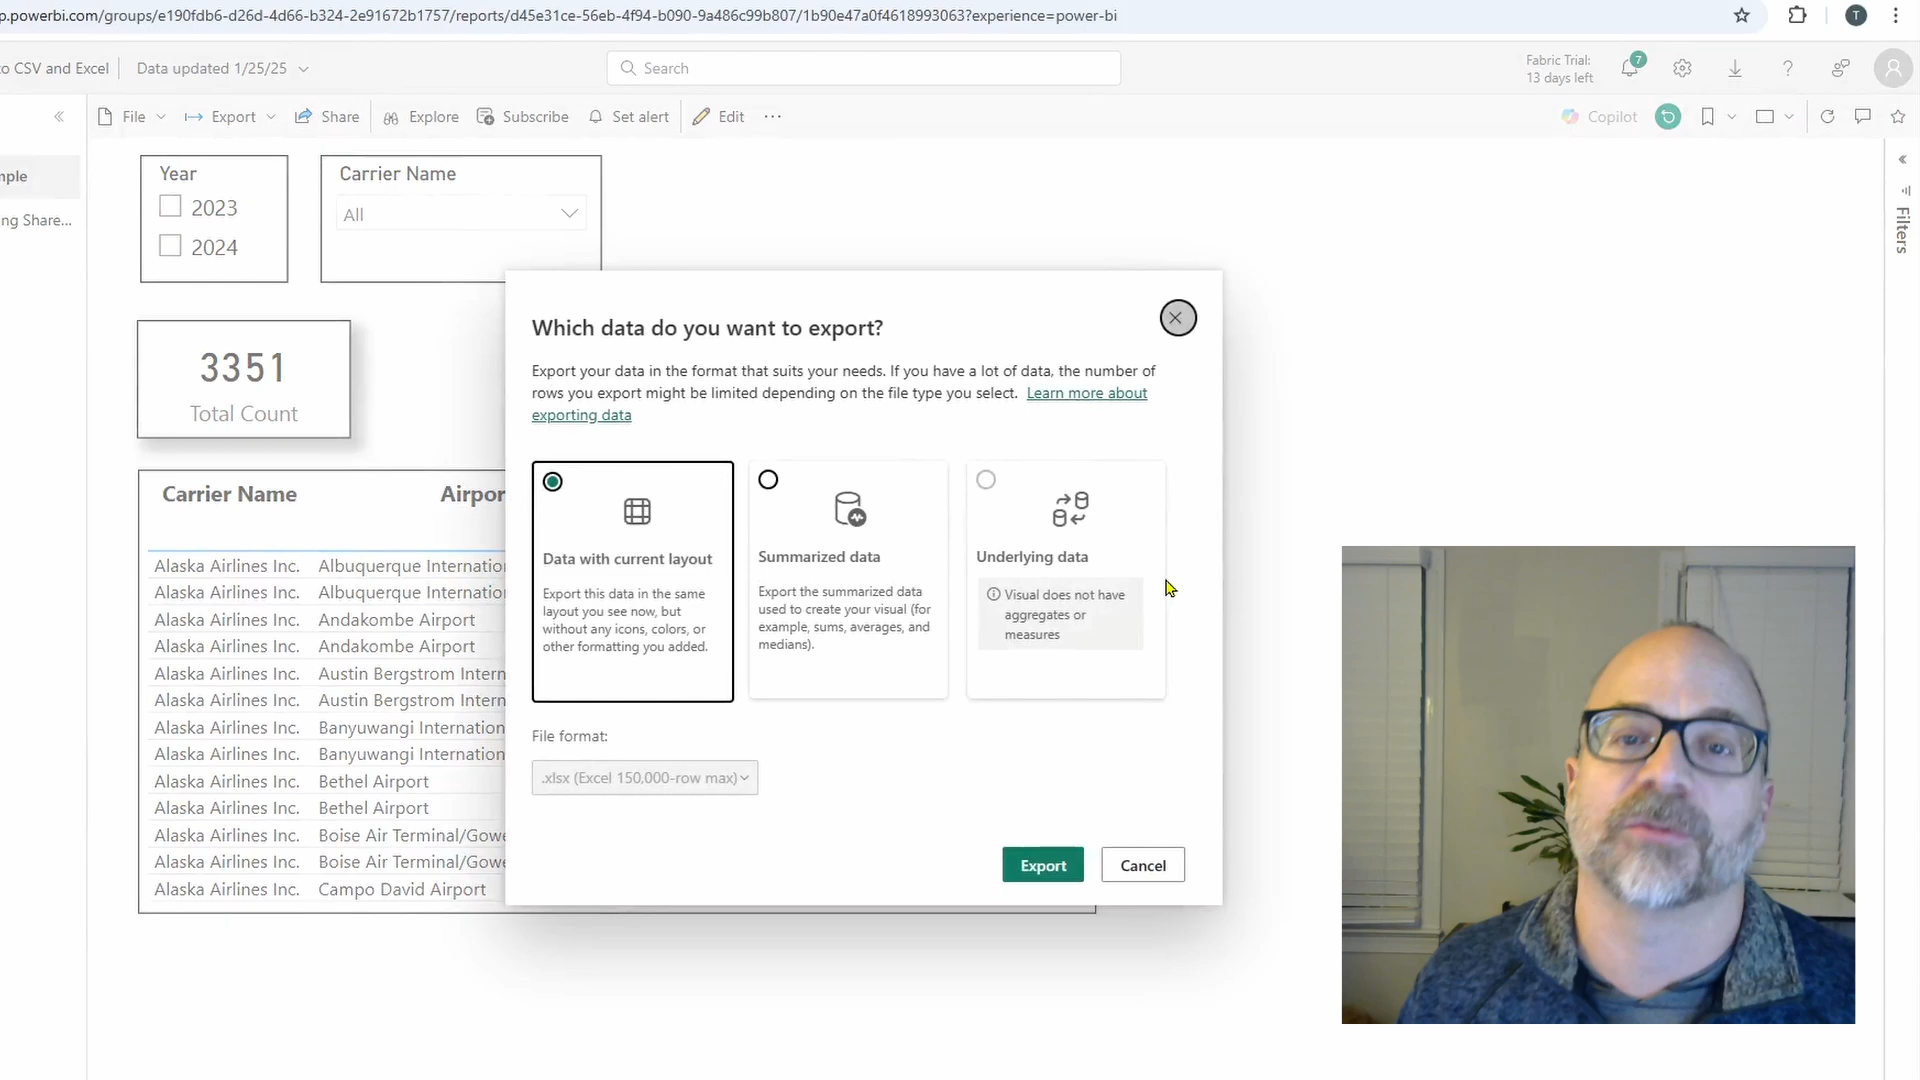 p.powerbi.com/groups/e190fdb6-d26d-4d66-b324-2e91672b1757/reports/d45e31ce-56eb-4f94-b090-9a486c99b807/1b90e47a0f4618993063?experience=power-bi
T
o CSV and Excel
Data updated 1/25/25
Search
Fabric Trial:
13 days left
7
?
File
Export
Share
Explore
Subscribe
Set alert
Edit
Copilot
mple
ng Share...
Filters
Year
2023
2024
Carrier Name
All
3351
Total Count
Carrier Name
Airpor
Alaska Airlines Inc. Albuquerque Internatio
Alaska Airlines Inc. Albuquerque Internatio
Alaska Airlines Inc. Andakombe Airport
Alaska Airlines Inc. Andakombe Airport
Alaska Airlines Inc. Austin Bergstrom Intern
Alaska Airlines Inc. Austin Bergstrom Intern
Alaska Airlines Inc. Banyuwangi Internation
Alaska Airlines Inc. Banyuwangi Internation
Alaska Airlines Inc. Bethel Airport
Alaska Airlines Inc. Bethel Airport
Alaska Airlines Inc. Boise Air Terminal/Gowe
Alaska Airlines Inc. Boise Air Terminal/Gowe
Alaska Airlines Inc. Campo David Airport
Which data do you want to export?
Export your data in the format that suits your needs. If you have a lot of data, the number of
rows you export might be limited depending on the file type you select. Learn more about
exporting data
Data with current layout
Export this data in the same
layout you see now, but
without any icons, colors, or
other formatting you added.
Summarized data
Export the summarized data
used to create your visual (for
example, sums, averages, and
medians).
Underlying data
Visual does not have
aggregates or
measures
File format:
.xlsx (Excel 150,000-row max)
Export
Cancel